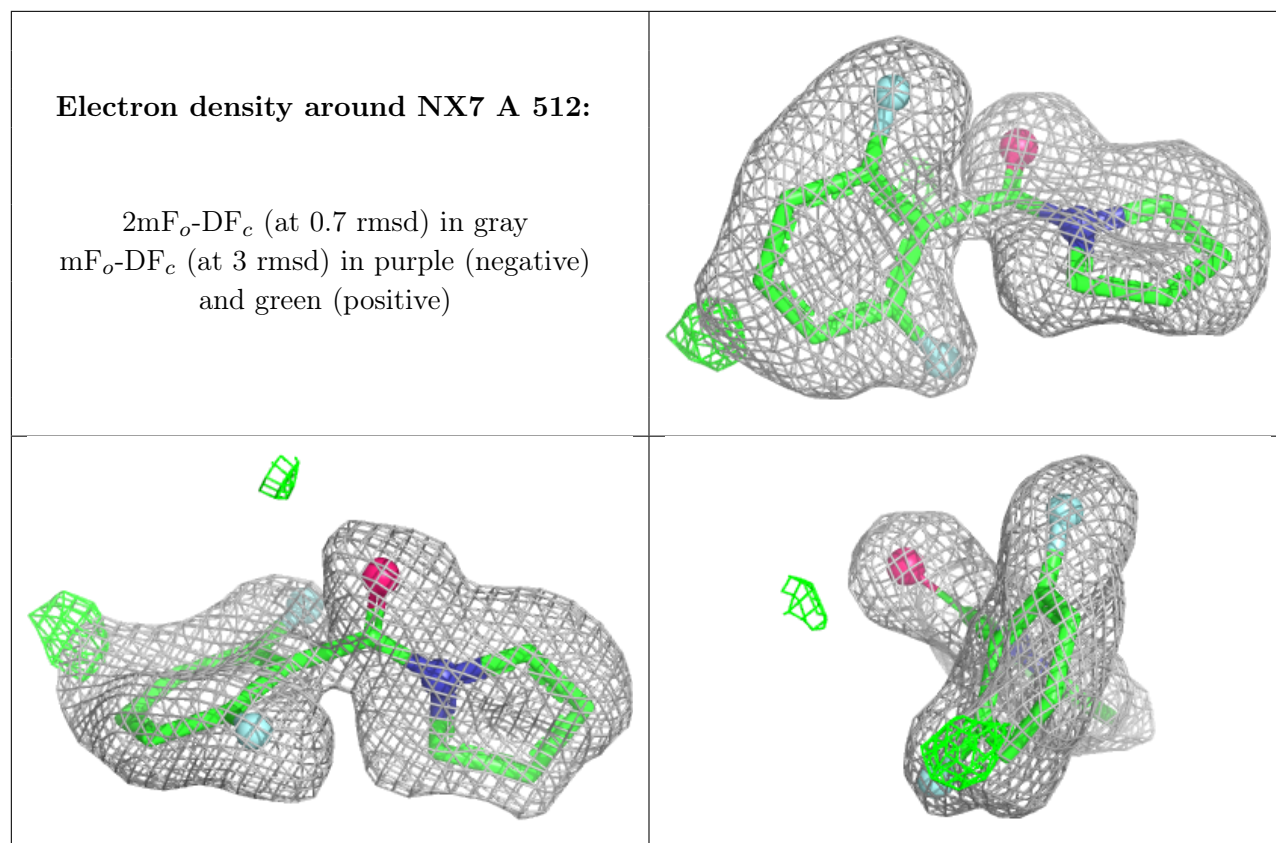 Electron density around NX7 A 512:
2mFo-DFc (at 0.7 rmsd) in gray
mFo-DFc (at 3 rmsd) in purple (negative)
and green (positive)